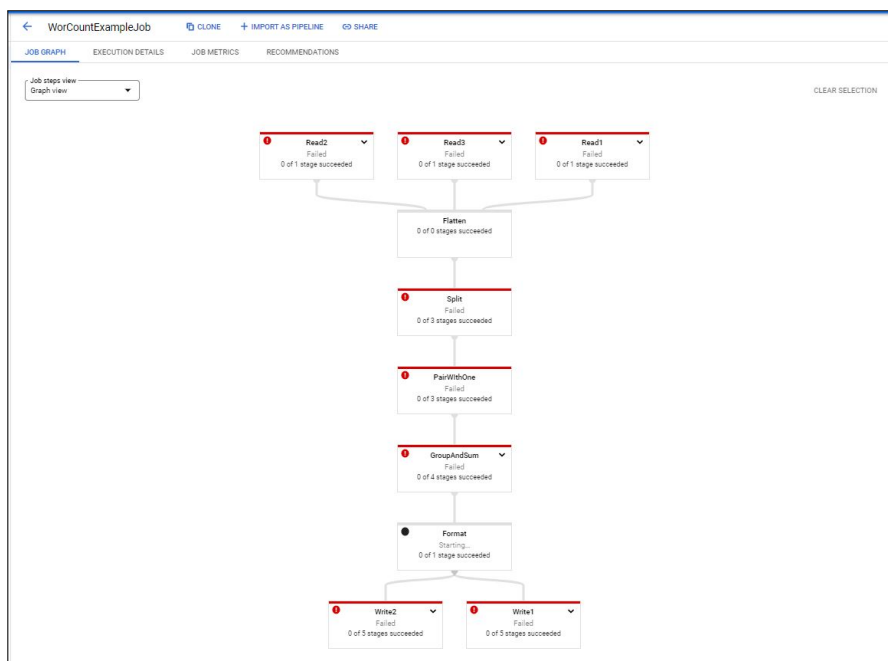 WorCountExampleJob CLONE IMPORT AS PIPELINE SHARE
JOB GRAPH EXECUTION DETAILS JOB METRICS RECOMMENDATIONS
Job steps view
Graph view
CLEAR SELECTION
Read2
Failed
0 of 1 stage succeeded
Read3
Failed
0 of 1 stage succeeded
Read1
Failed
0 of 1 stage succeeded
Flatten
0 of 0 stages succeeded
Split
Failed
0 of 3 stages succeeded
PairWithOne
Failed
0 of 3 stages succeeded
GroupAndSum
Failed
0 of 4 stages succeeded
Format
Starting...
0 of 1 stage succeeded
Write2
Failed
0 of 5 stages succeeded
Write1
Failed
0 of 5 stages succeeded